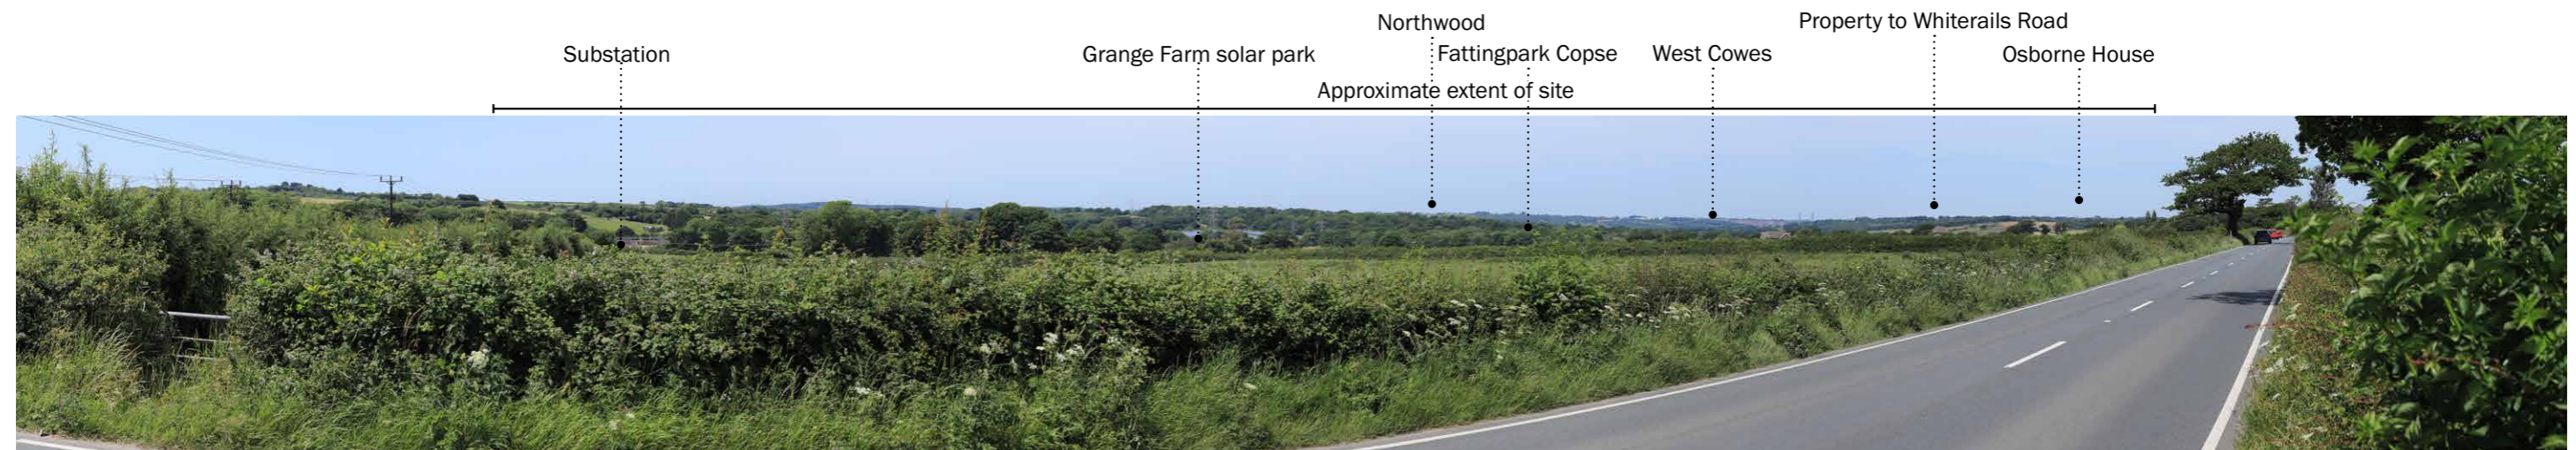 Northwood
Property to Whiterails Road
Substation
Grange Farm solar park
Fattingpark Copse
West Cowes
Osborne House
Approximate extent of site